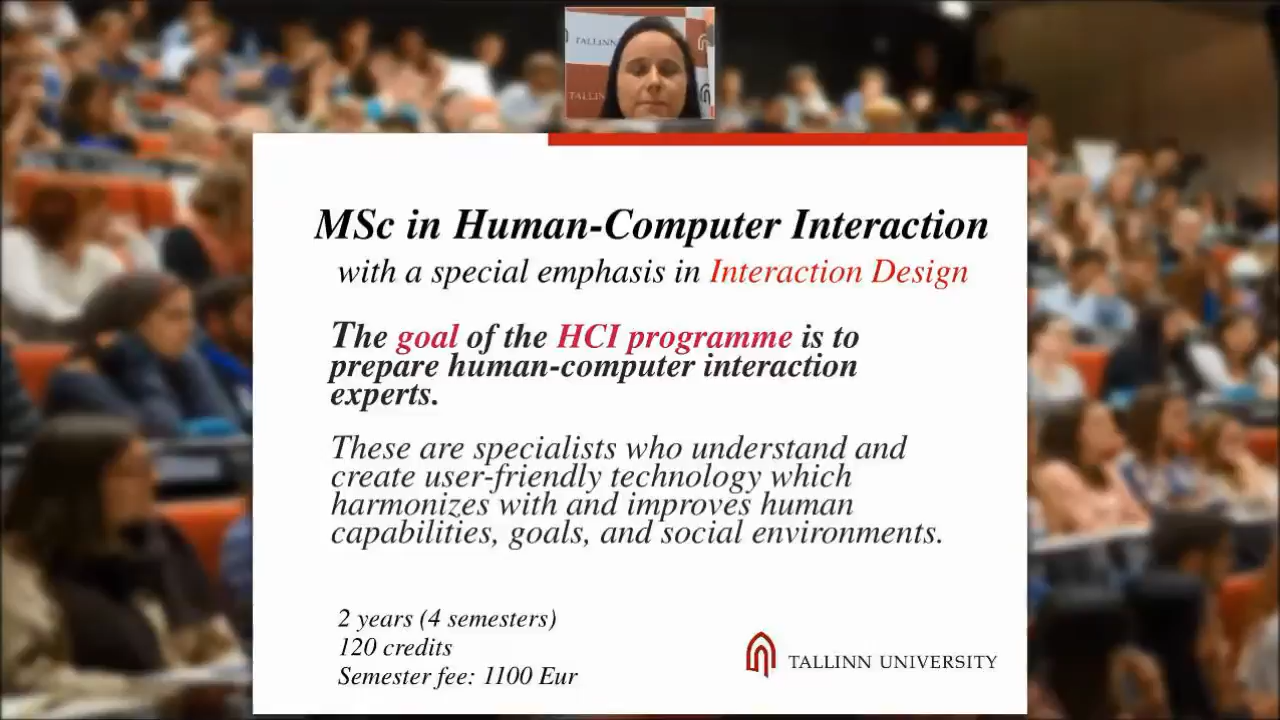 TALLINN
TALLIN
MSc in Human-Computer Interaction
with a special emphasis in Interaction Design
The goal of the HCI programme is to
prepare human-computer interaction
experts.
These are specialists who understand and
create user-friendly technology which
harmonizes with and improves human
capabilities, goals, and social environments.
2 years (4 semesters)
120 credits
Semester fee: 1100 Eur
TALLINN UNIVERSITY